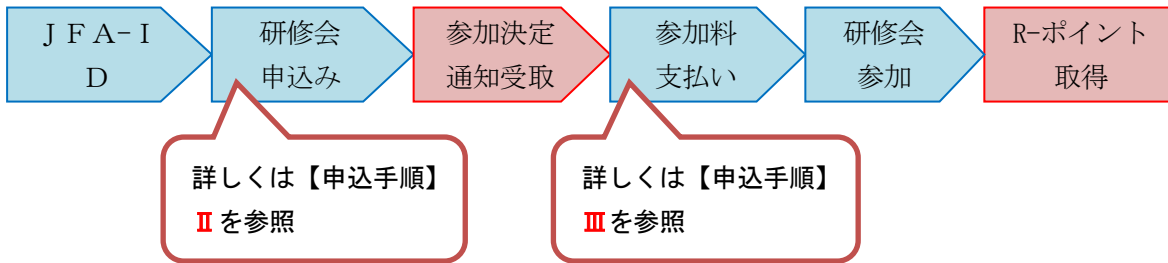 ＪＦＡ-Ｉ
Ｄ
研修会
申込み
参加決定
通知受取
参加料
支払い
研修会
参加
R-ポイント
取得
詳しくは【申込手順】
Ⅱを参照
詳しくは【申込手順】
Ⅲを参照